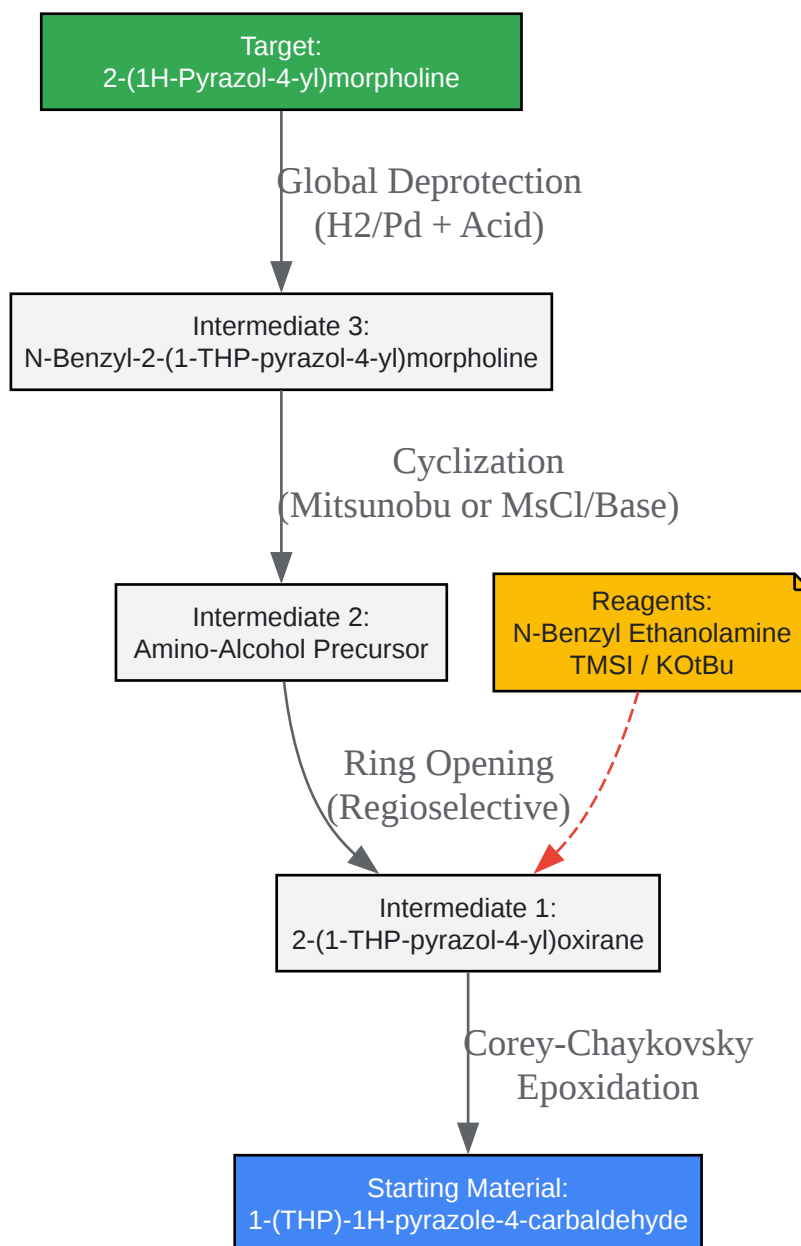 Target:
2-(1H-Pyrazol-4-yl)morpholine
Global Deprotection
(H2/Pd + Acid)
Intermediate 3:
N-Benzyl-2-(1-THP-pyrazol-4-yl)morpholine
Cyclization
(Mitsunobu or MsCl/Base)
Intermediate 2:
Amino-Alcohol Precursor
Reagents:
N-Benzyl Ethanolamine
TMSI / KOtBu
Ring Opening
(Regioselective)
Intermediate 1:
2-(1-THP-pyrazol-4-yl)oxirane
Corey-Chaykovsky
Epoxidation
Starting Material:
1-(THP)-1H-pyrazole-4-carbaldehyde